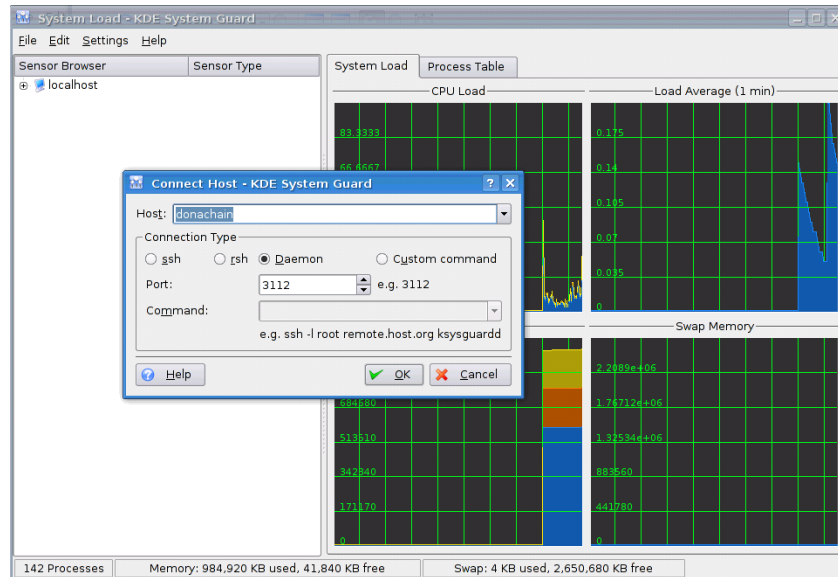 System Load - KDE System Guard
File Edit Settings Help
Sensor Browser Sensor Type
localhost
System Load Process Table
CPU Load
83.3333
66.6667
Load Average (1 min)
0.175
0.14
0.105
0.07
0.035
0
Connect Host - KDE System Guard
Host: donachain
Connection Type
ssh rsh Daemon Custom command
Port: 3112 e.g. 3112
Command:
e.g. ssh -l root remote.host.org ksysguardd
Help OK Cancel
684680
513510
342340
171170
0
Swap Memory
2.2089e+06
1.76712e+06
1.32534e+06
883560
441780
0
142 Processes Memory: 984,920 KB used, 41,840 KB free Swap: 4 KB used, 2,650,680 KB free